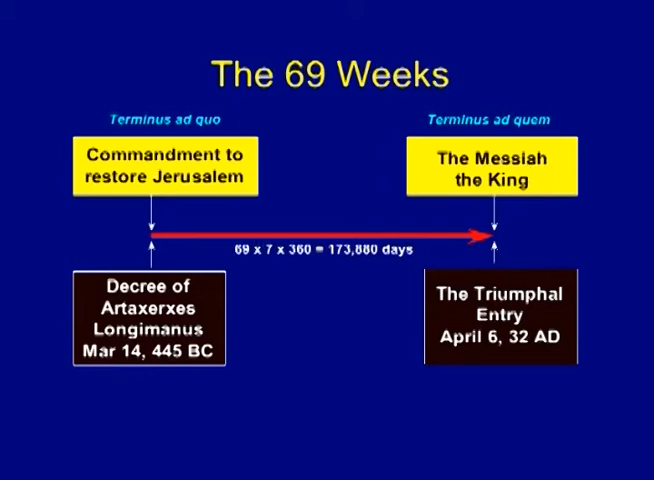 The 69 Weeks
Terminus ad quo
Terminus ad quem
Commandment to
restore Jerusalem
The Messiah
the King
69 x 7 x 360 = 173,880 days
Decree of
Artaxerxes
Longimanus
Mar 14, 445 BC
The Triumphal
Entry
April 6, 32 AD